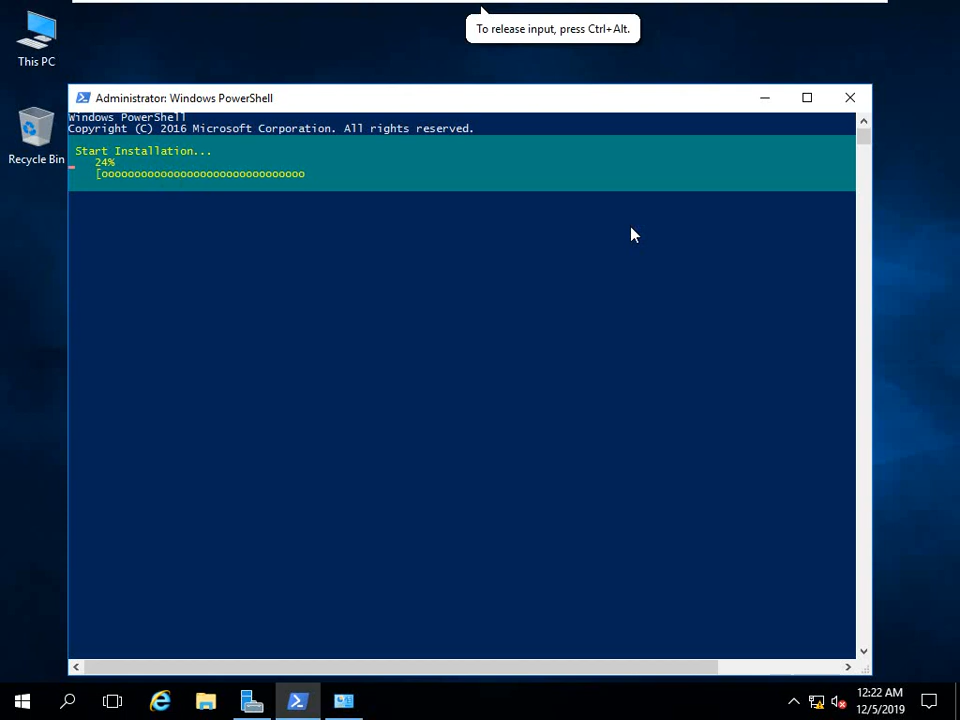 To release input, press Ctrl+Alt.
This PC
Recycle Bin
Administrator: Windows PowerShell
Windows PowerShell
Copyright (C) 2016 Microsoft Corporation. All rights reserved.
Start Installation...
24%
[ooooooooooooooooooooooooooooooo
12:22 AM
12/5/2019